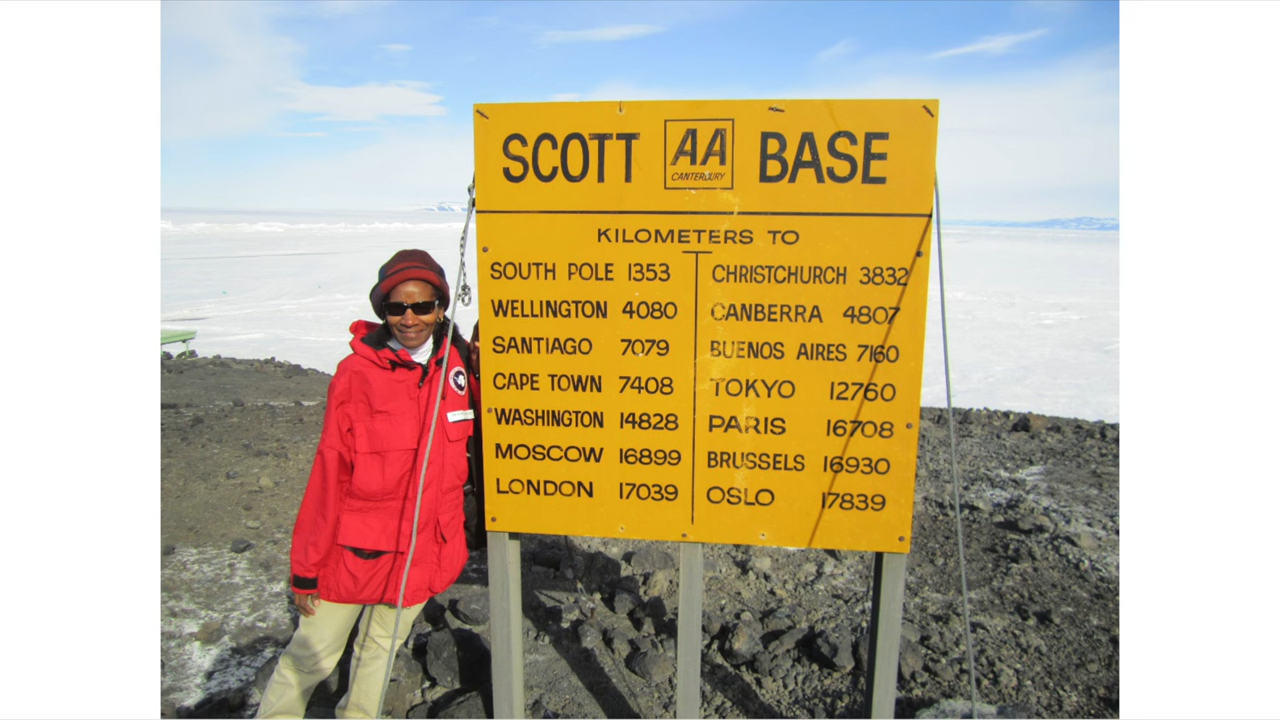 SCOTT AA BASE
CANTERBURY
KILOMETERS TO
SOUTH POLE 1353
WELLINGTON 4080
SANTIAGO 7079
CAPE TOWN 7408
WASHINGTON 14828
MOSCOW 16899
LONDON 17039
CHRISTCHURCH 3832
CANBERRA 4807
BUENOS AIRES 7160
TOKYO 12760
PARIS 16708
BRUSSELS 16930
OSLO 17839